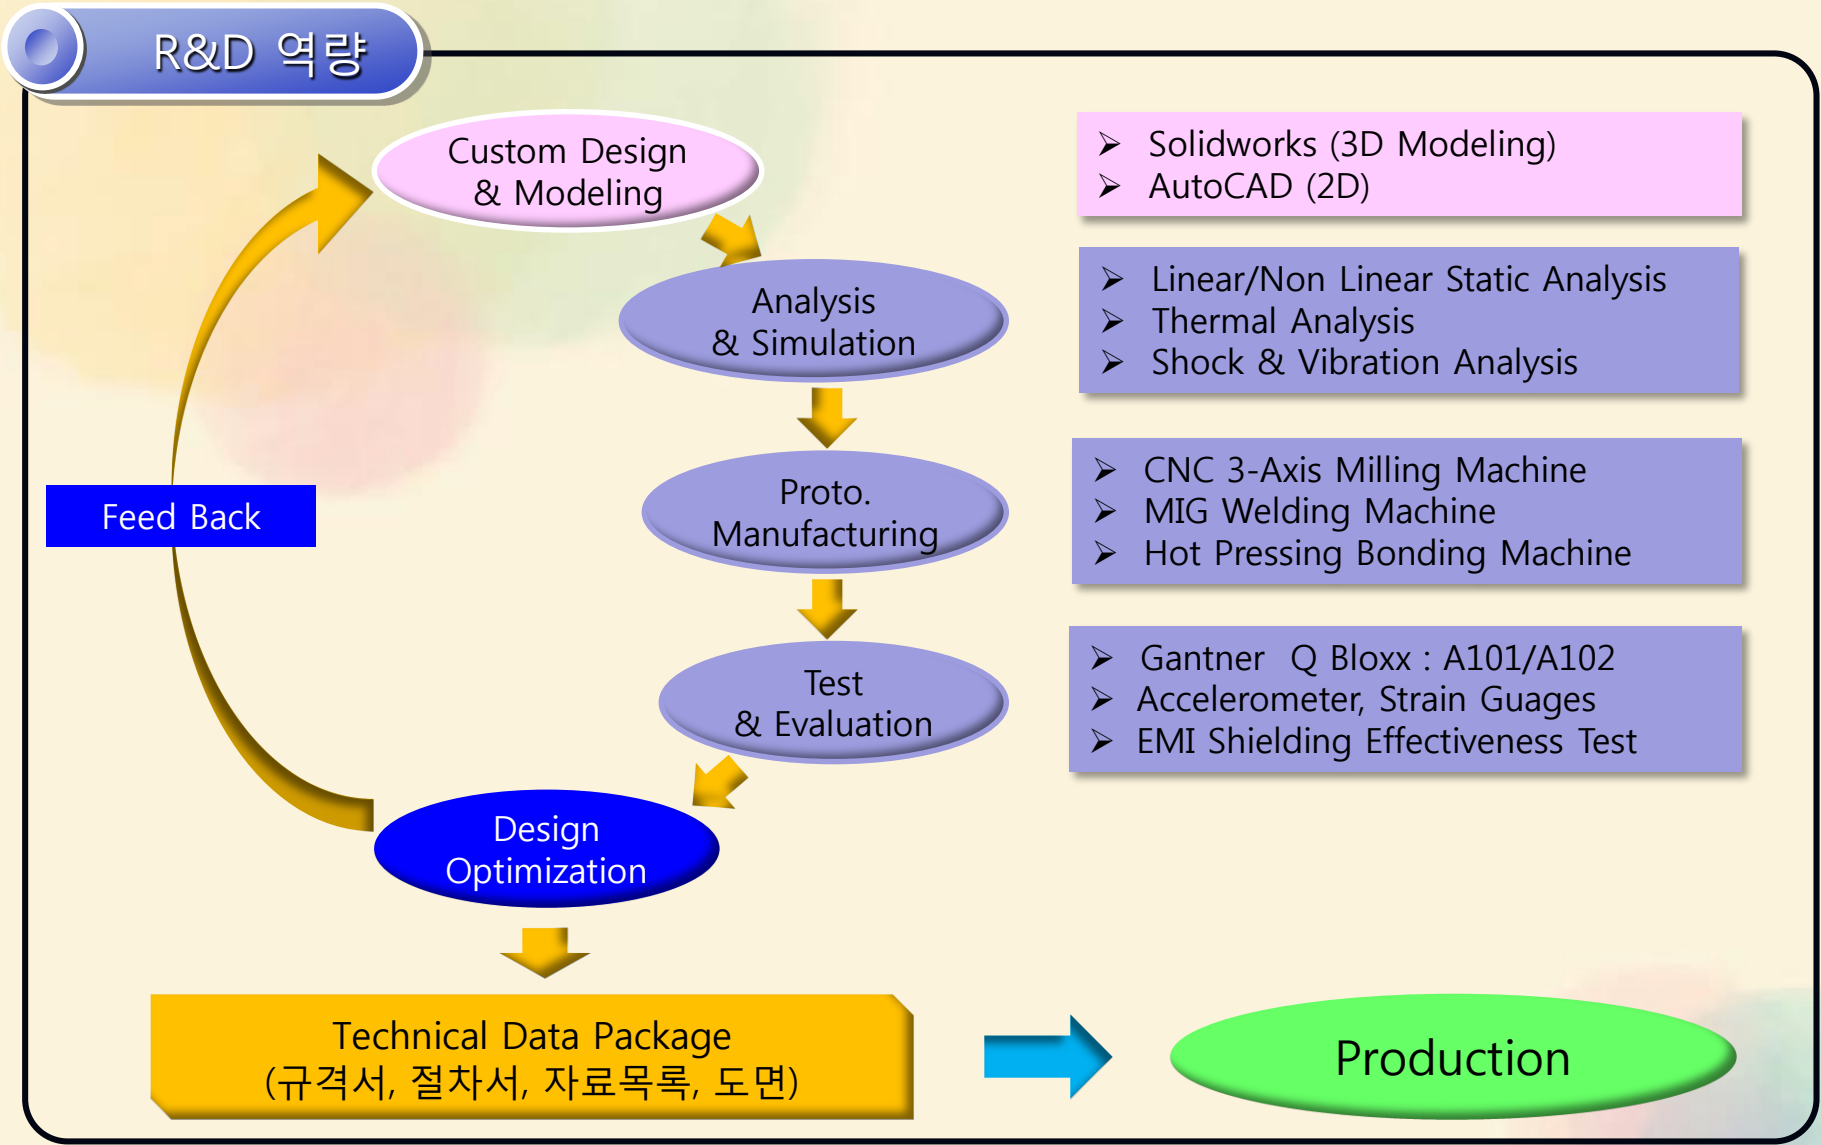 R&D 역량
Custom Design
& Modeling
➢ Solidworks (3D Modeling)
➢ AutoCAD (2D)
Analysis
& Simulation
➢ Linear/Non Linear Static Analysis
➢ Thermal Analysis
➢ Shock & Vibration Analysis
Feed Back
Proto.
Manufacturing
➢ CNC 3-Axis Milling Machine
➢ MIG Welding Machine
➢ Hot Pressing Bonding Machine
Test
& Evaluation
➢ Gantner Q Bloxx : A101/A102
➢ Accelerometer, Strain Guages
➢ EMI Shielding Effectiveness Test
Design
Optimization
Technical Data Package
(규격서, 절차서, 자료목록, 도면)
Production